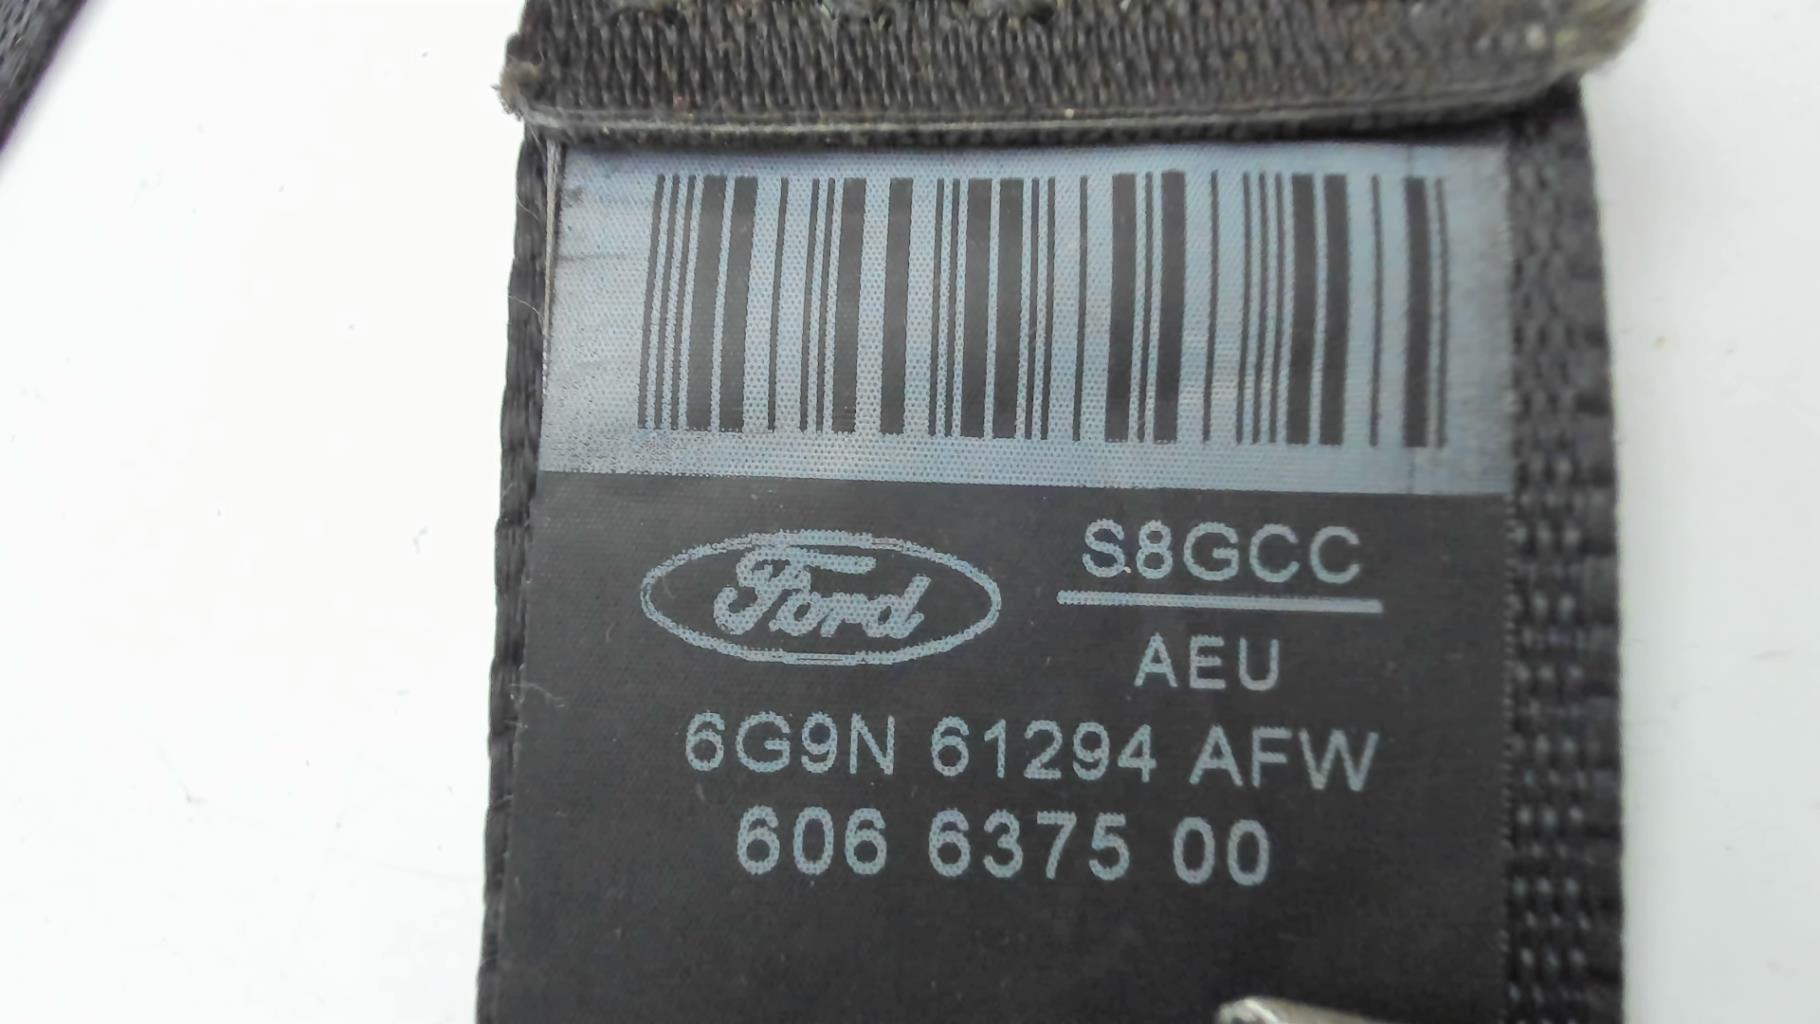 S8GCC
Ford
AEU
6G9N 61294 AFW
606 6375 00